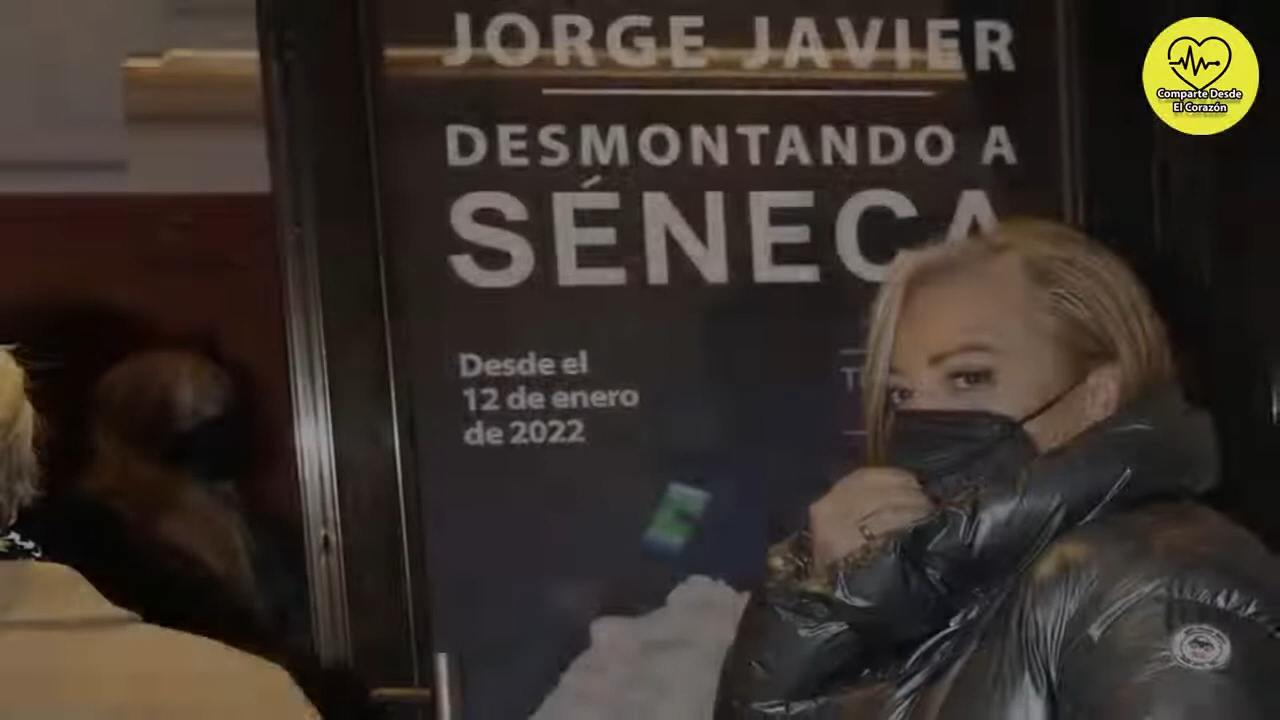 JORGE JAVIER
DESMONTANDO A
SÉNECA
Desde el
12 de enero
de 2022
Comparte Desde
El Corazón